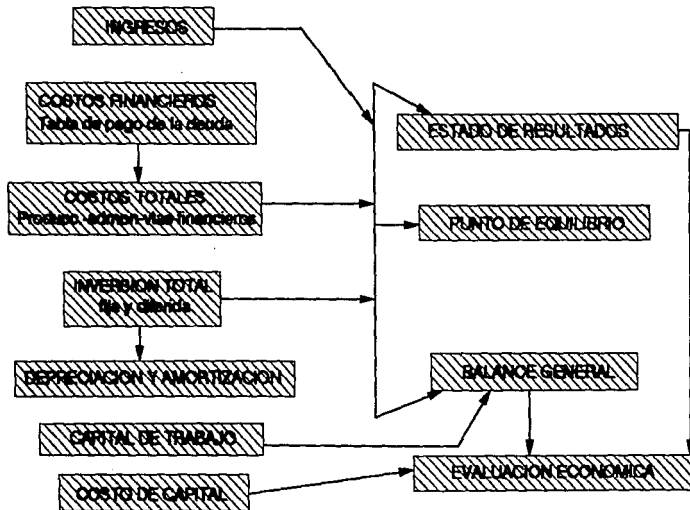 INGRESOS
COSTOS FINANCIEROS
Tabla de pago de la deuda
COSTOS TOTALES
Produc.-admon-vtas-financieros
INVERSION TOTAL
fija y diferida
DEPRECIACION Y AMORTIZACION
CAPITAL DE TRABAJO
COSTO DE CAPITAL
ESTADO DE RESULTADOS
PUNTO DE EQUILIBRIO
BALANCE GENERAL
EVALUACION ECONOMICA